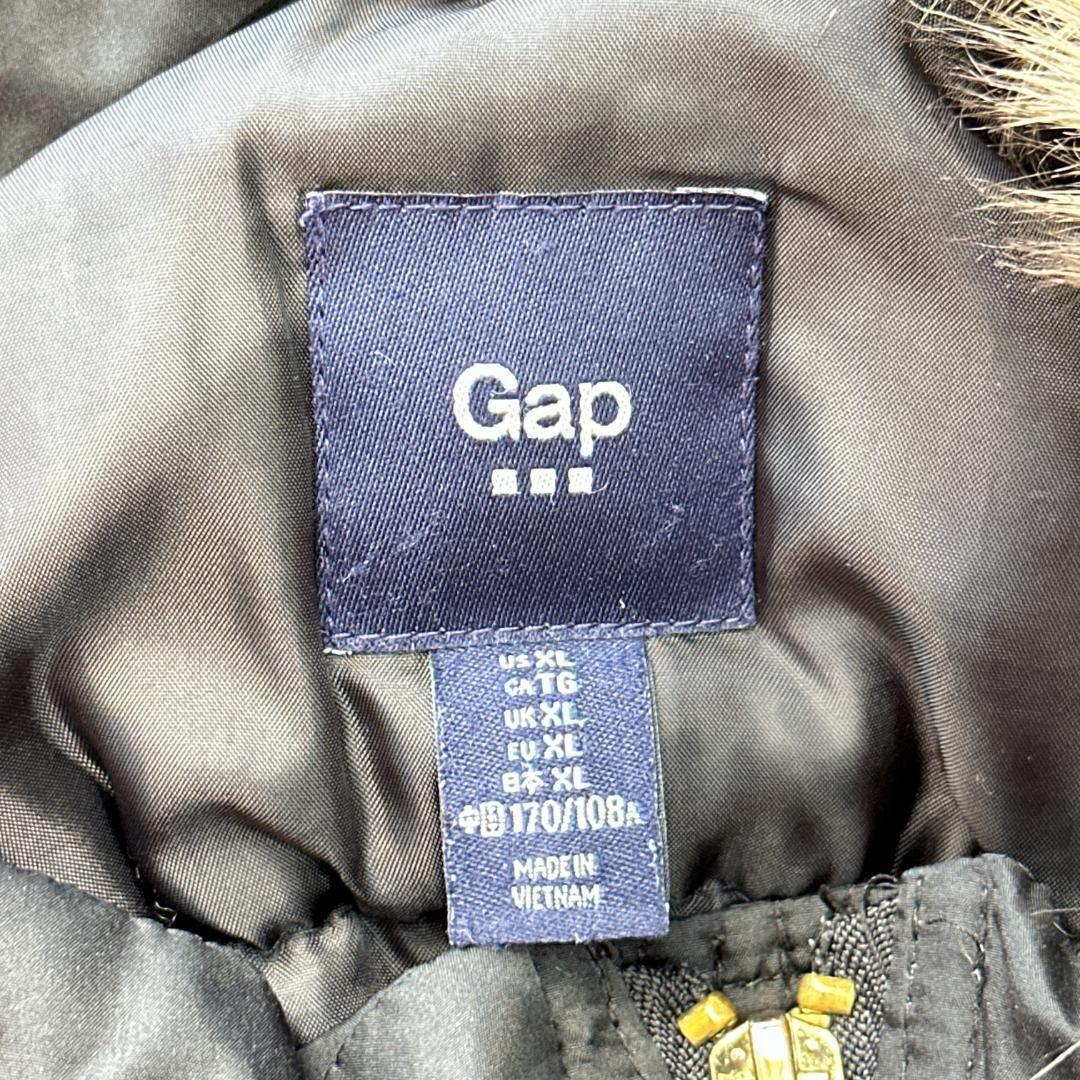 Gap
US XL
CA TG
UK XL
EU XL
日本 XL
中国 170/108A
MADE IN
VIETNAM